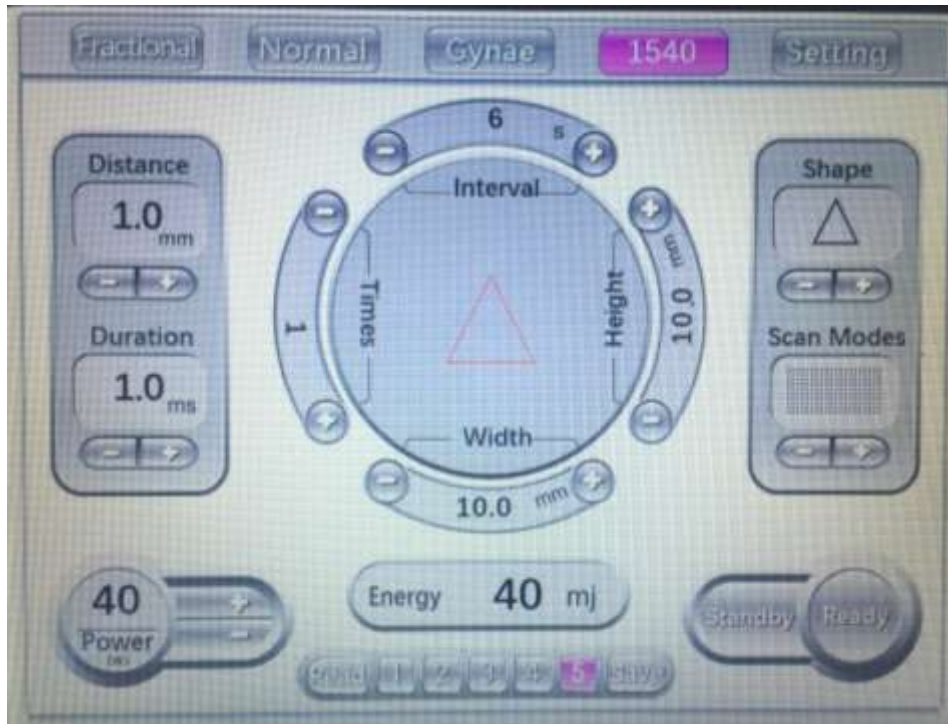 Fractional Normal Gynae 1540 Setting
6 s
Interval
Distance
1.0 mm
Duration
1.0 ms
Times
1
Height
10.0 mm
Width
10.0 mm
Shape
Scan Modes
40
Power
Energy 40 mj
Standby Ready
1 2 3 4 5 Save